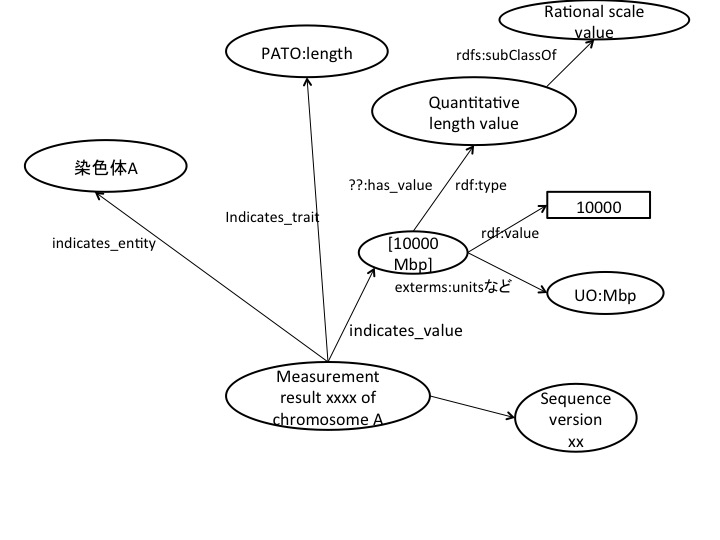 Rational scale
value
PATO:length
rdfs:subClassOf
Quantitative
length value
染色体A
??:has_value
rdf:type
10000
Indicates_trait
rdf:value
indicates_entity
[10000
Mbp]
exterms:unitsなど
UO:Mbp
indicates_value
Measurement
result xxxx of
chromosome A
Sequence
version
xx